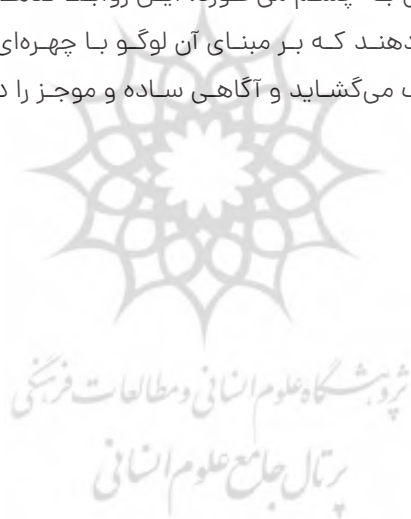 به چشم می‌خورد. این روابط
دهند که بر مبنای آن لوگو با چهره‌ای
می‌گشاید و آگاهی ساده و موجز را
پژوهشگاه علوم انسانی و مطالعات فرهنگی
پرتال جامع علوم انسانی